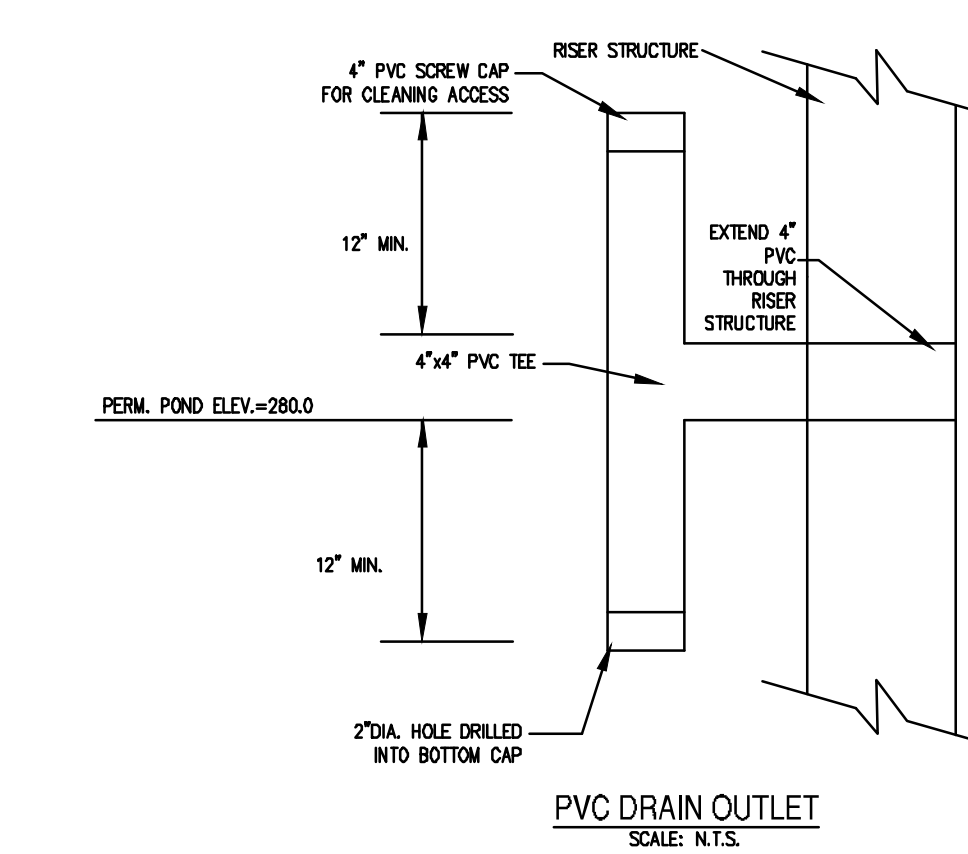 RISER STRUCTURE
4" PVC SCREW CAP
FOR CLEANING ACCESS
12" MIN.
EXTEND 4"
PVC
THROUGH
RISER
STRUCTURE
4"x4" PVC TEE
PERM. POND ELEV.=280.0
12" MIN.
2"DIA. HOLE DRILLED
INTO BOTTOM CAP
PVC DRAIN OUTLET
SCALE: N.T.S.